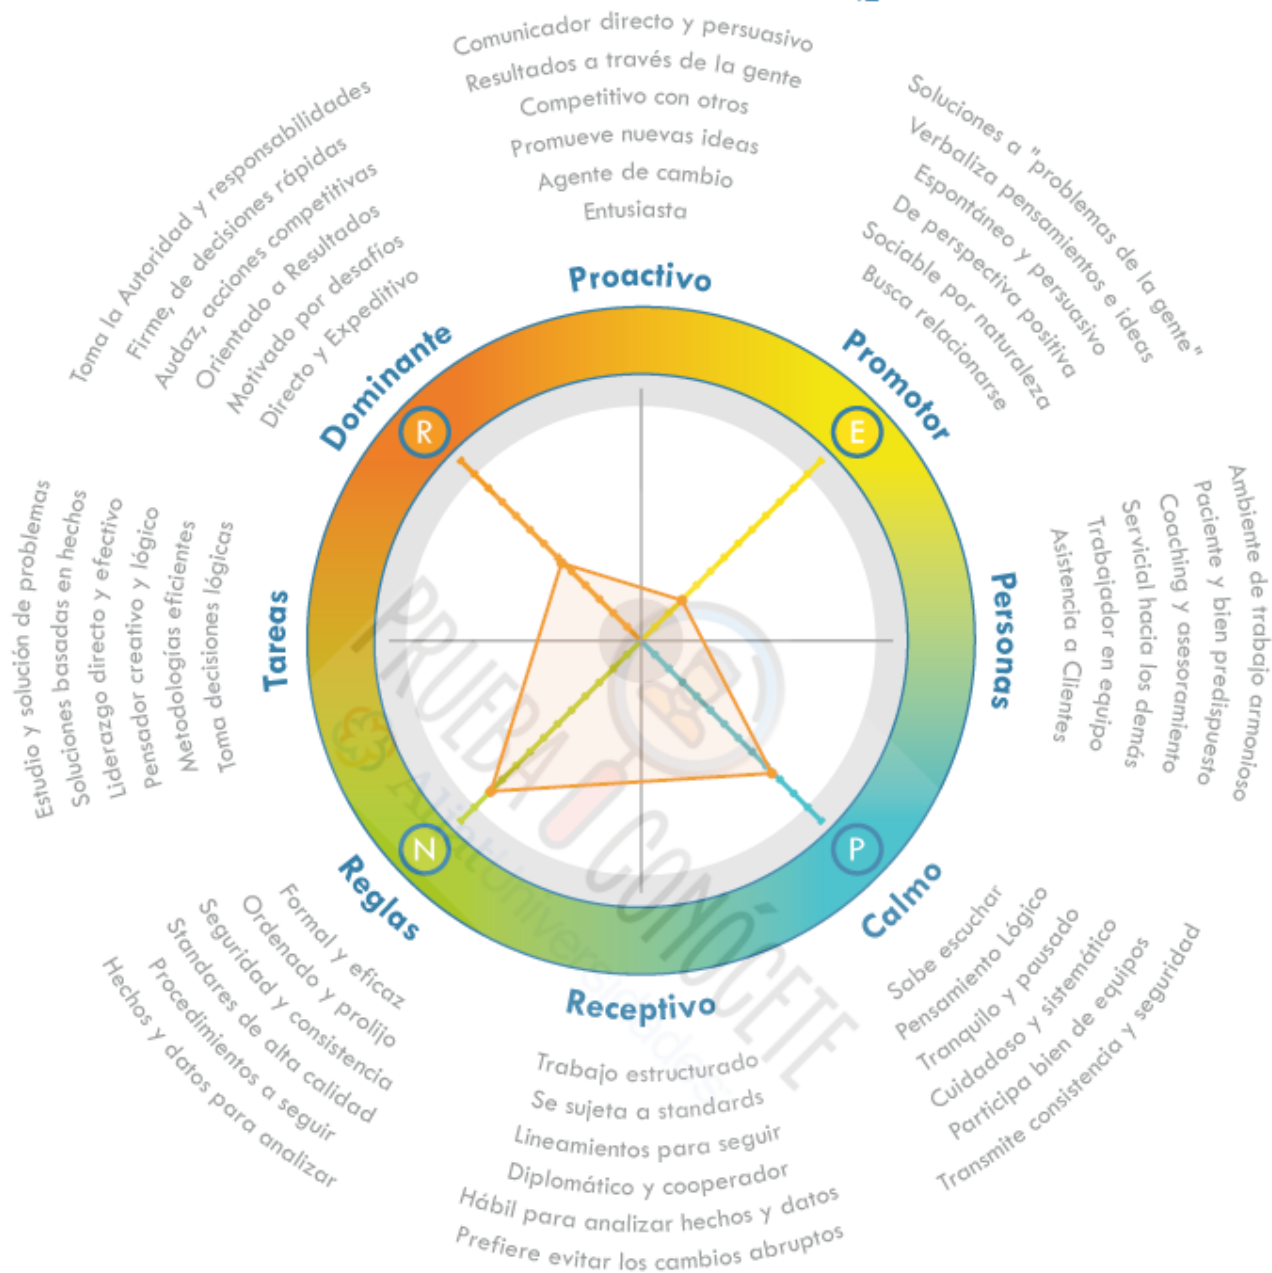 Comunicador directo y persuasivo
Resultados a través de la gente
Competitivo con otros
Promueve nuevas ideas
Agente de cambio
Entusiasta
Proactivo
Soluciones a "problemas de la gente"
Verbaliza pensamientos e ideas
Espontáneo y persuasivo
De perspectiva positiva
Sociable por naturaleza
Busca relacionarse
Promotor
E
Ambiente de trabajo armonioso
Paciente y bien predispuesto
Coaching y asesoramiento
Servicial hacia los demás
Trabajador en equipo
Asistencia a Clientes
Personas
P
Calmo
Sabe escuchar
Pensamiento Lógico
Tranquilo y pausado
Cuidadoso y sistemático
Participa bien de equipos
Transmite consistencia y seguridad
Receptivo
Trabajo estructurado
Se sujeta a standards
Lineamientos para seguir
Diplomático y cooperador
Hábil para analizar hechos y datos
Prefiere evitar los cambios abruptos
N
Reglas
Formal y eficaz
Ordenado y prolijo
Seguridad y consistencia
Standares de alta calidad
Procedimientos a seguir
Hechos y datos para analizar
Tareas
Estudio y solución de problemas
Soluciones basadas en hechos
Liderazgo directo y efectivo
Pensador creativo y lógico
Metodologías eficientes
Toma decisiones lógicas
Toma la Autoridad y responsabilidades
Firme, de decisiones rápidas
Audaz, acciones competitivas
Orientado a Resultados
Motivado por desafíos
Directo y Expeditivo
Dominante
R
PRUEBA CONÓCETE